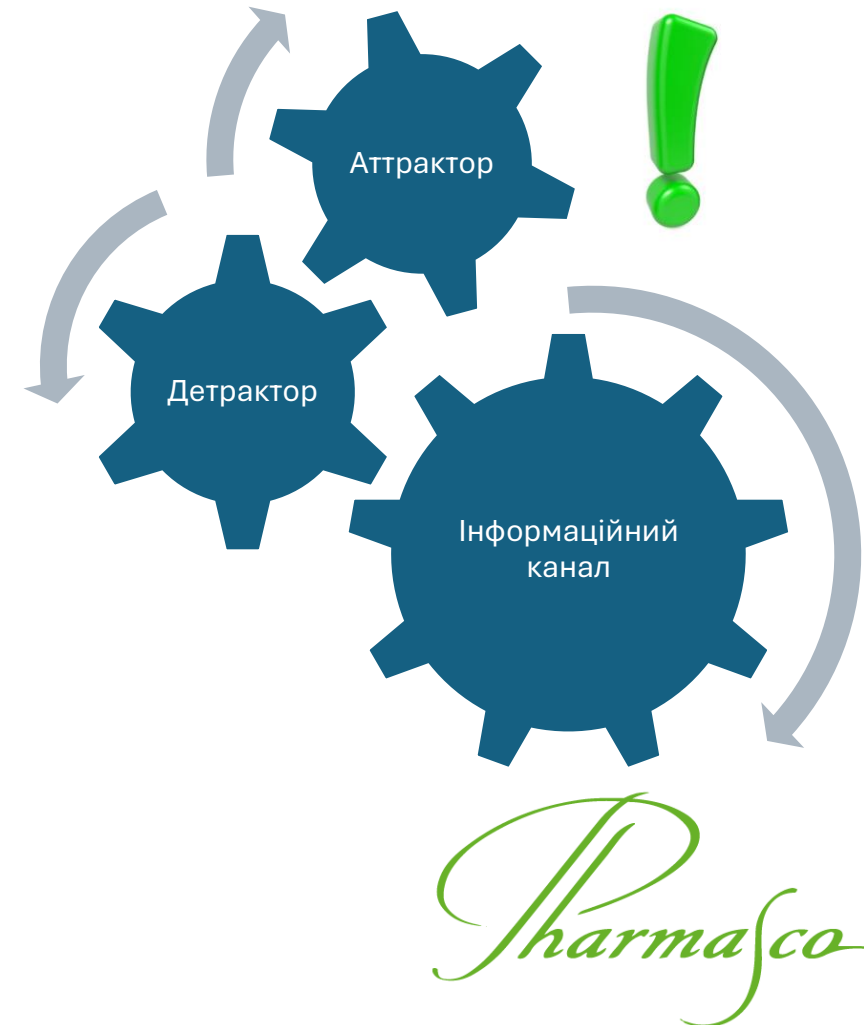 Аттрактор
Детрактор
Інформаційний
канал
Pharmasco